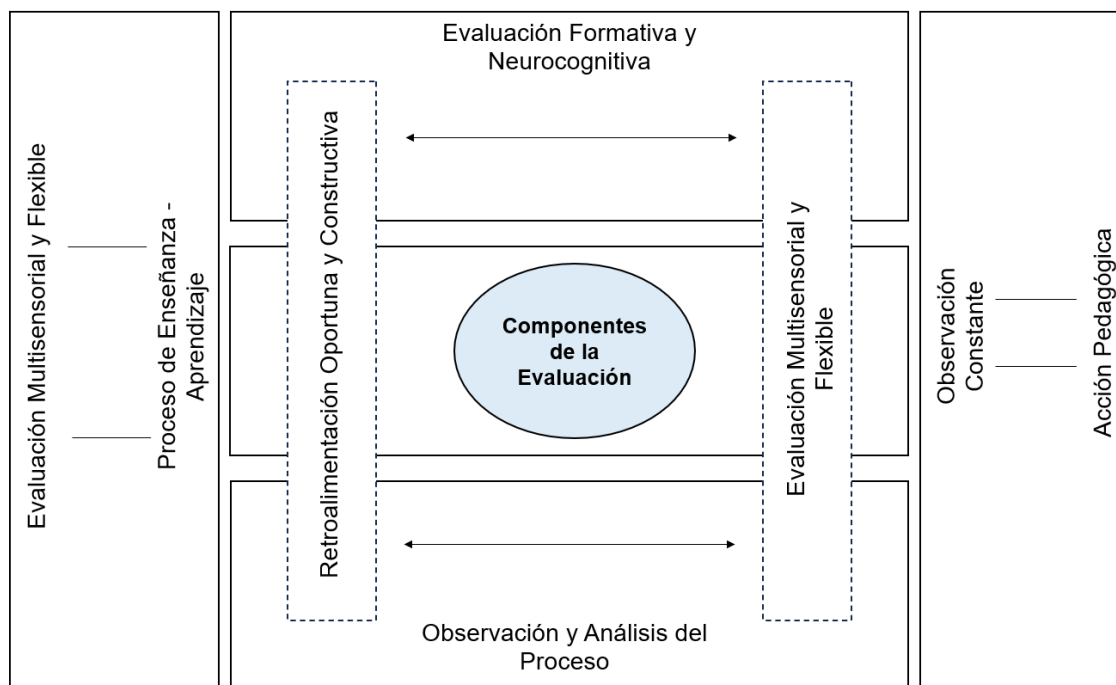 Evaluación Multisensorial y Flexible
Proceso de Enseñanza -
Aprendizaje
Evaluación Formativa y
Neurocognitiva
Retroalimentación Oportuna y Constructiva
Componentes
de la
Evaluación
Evaluación Multisensorial y
Flexible
Observación y Análisis del
Proceso
Observación
Constante
Acción Pedagógica